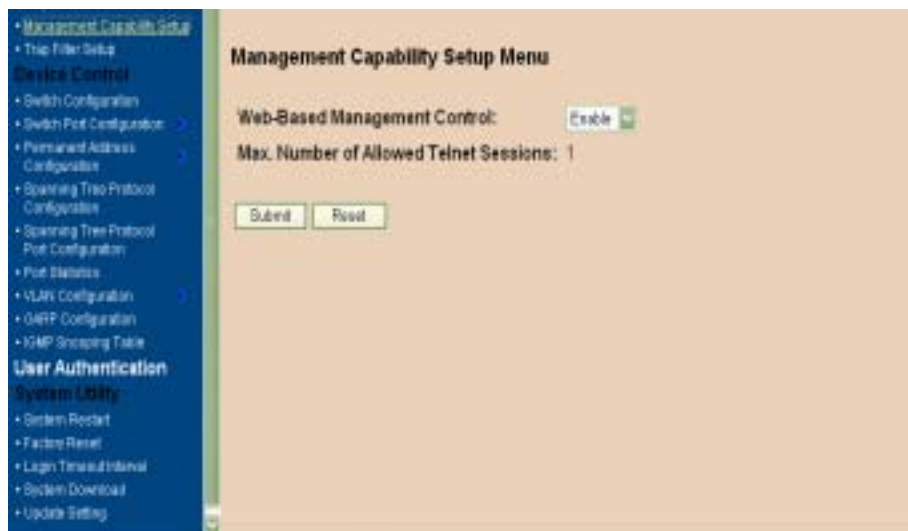 Management Capability Setup
Trap Filter Setup
Device Control
Switch Configuration
Switch Port Configuration
Permanent Address
Configuration
Spanning Tree Protocol
Configuration
Spanning Tree Protocol
Port Configuration
Port Statistics
VLAN Configuration
GARP Configuration
IGMP Snooping Table
User Authentication
System Utility
System Restart
Factory Reset
Login Timeout Interval
System Download
Update Setting
Management Capability Setup Menu
Web-Based Management Control: Enable
Max. Number of Allowed Telnet Sessions: 1
Submit Reset